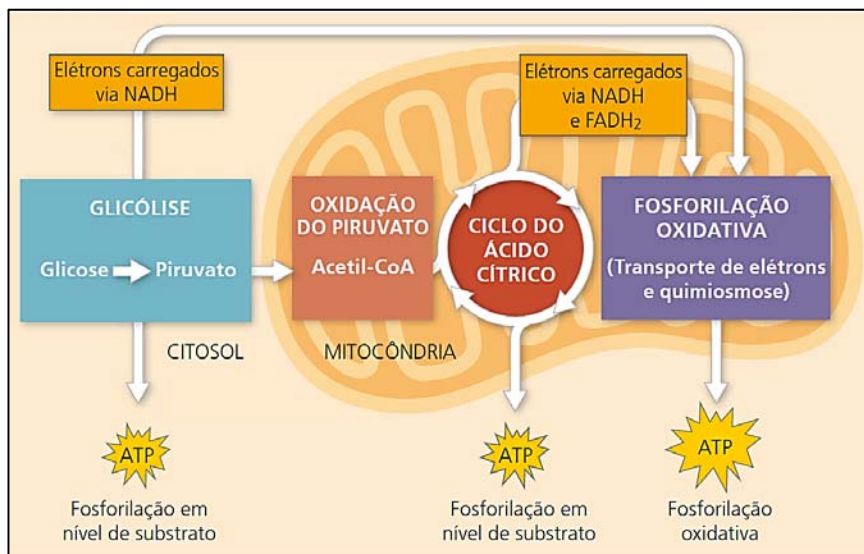 Elétrons carregados
via NADH
Elétrons carregados
via NADH
e FADH₂
GLICÓLISE
Glicose Piruvato
OXIDAÇÃO
DO PIRUVATO
Acetil-CoA
CICLO DO
ÁCIDO
CÍTRICO
FOSFORILAÇÃO
OXIDATIVA
(Transporte de elétrons
e quimiosmose)
CITOSOL
MITOCÔNDRIA
ATP
Fosforilação em
nível de substrato
ATP
Fosforilação em
nível de substrato
ATP
Fosforilação
oxidativa